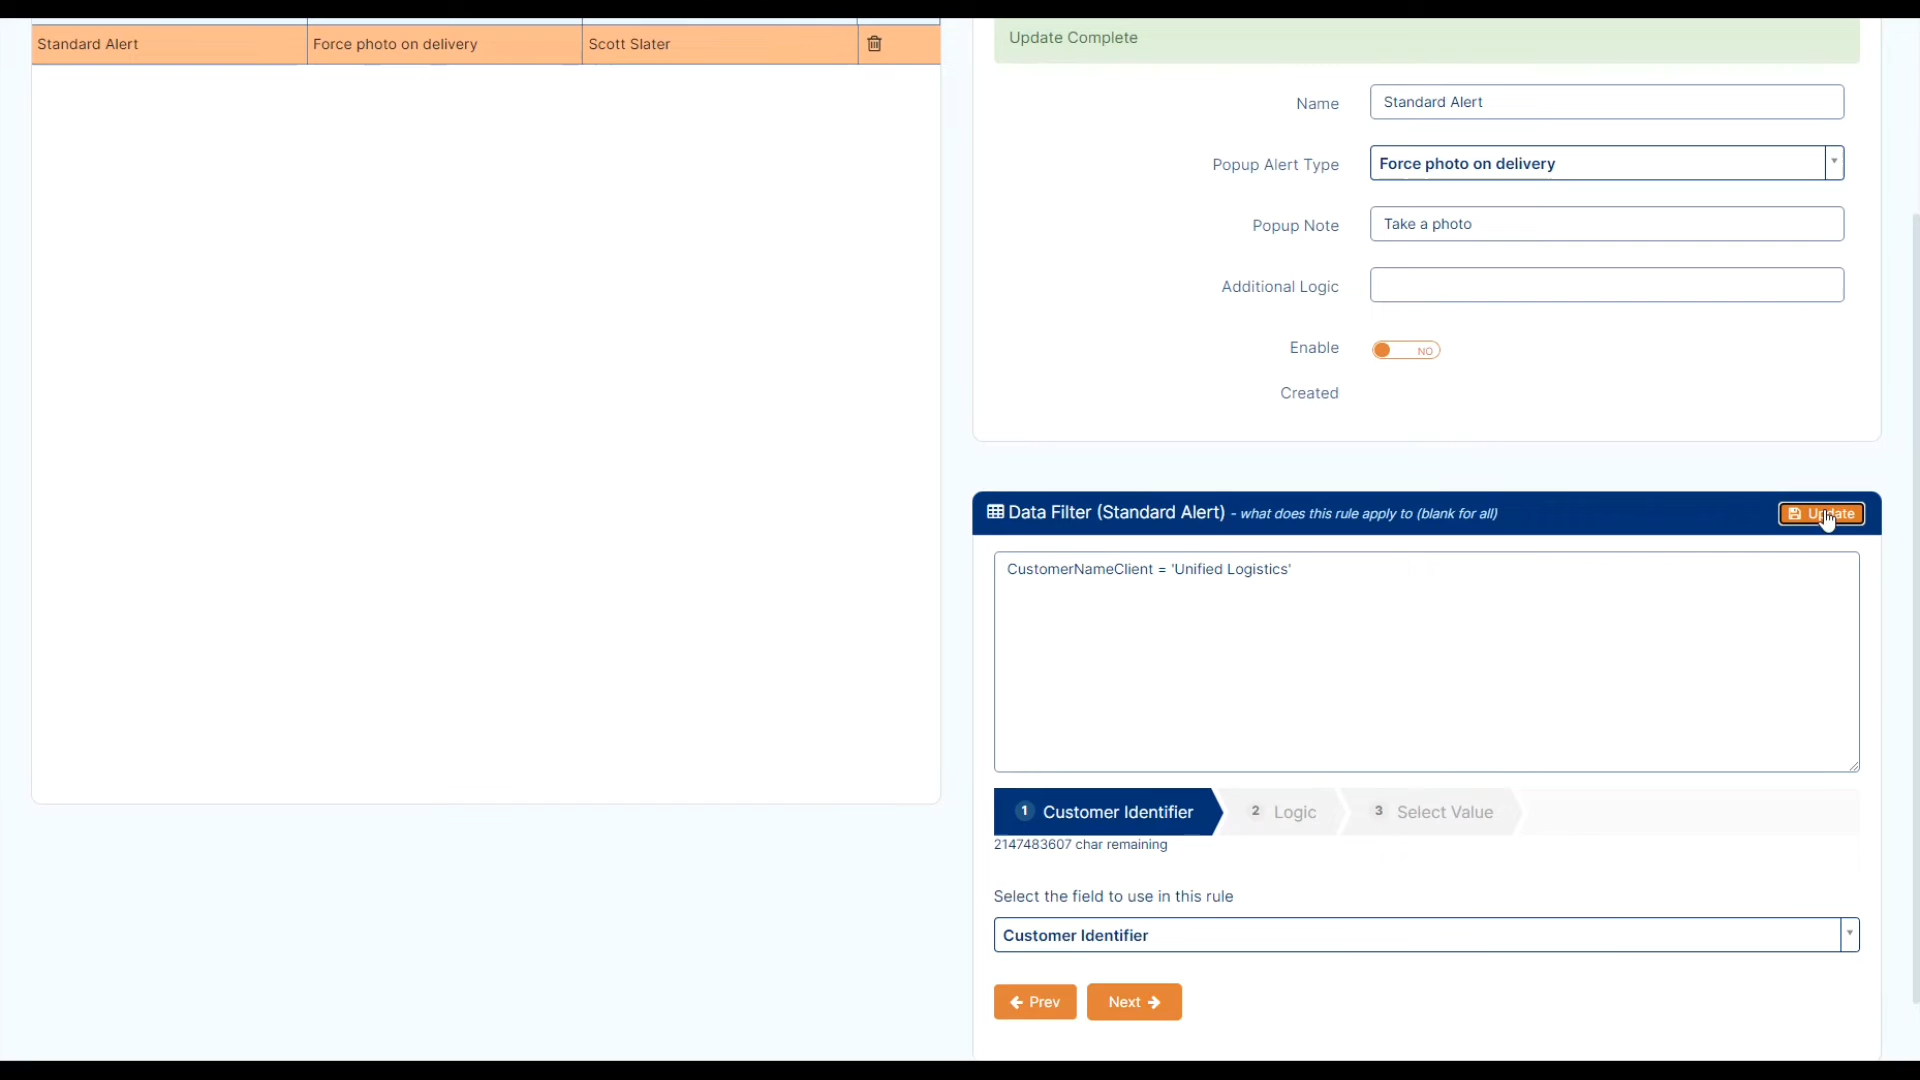 Standard Alert Force photo on delivery Scott Slater
Update Complete
Name Standard Alert
Popup Alert Type Force photo on delivery
Popup Note Take a photo
Additional Logic
Enable NO
Created
Data Filter (Standard Alert) - what does this rule apply to (blank for all) Update
CustomerNameClient = 'Unified Logistics'
1 Customer Identifier 2 Logic 3 Select Value
2147483607 char remaining
Select the field to use in this rule
Customer Identifier
Prev Next